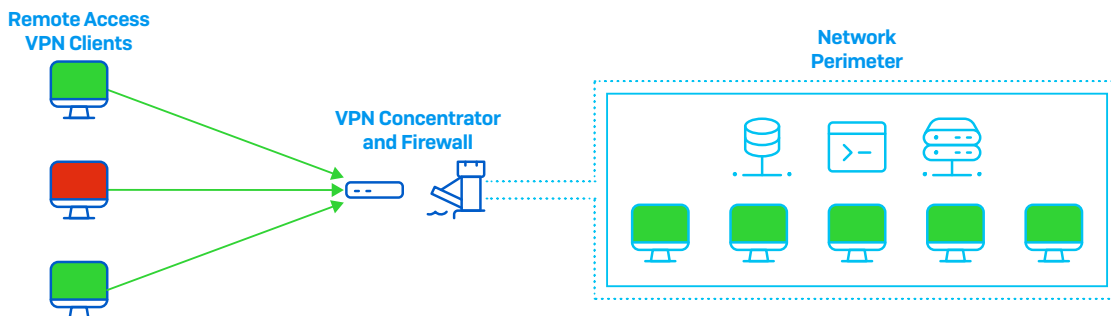 Remote Access
VPN Clients
VPN Concentrator
and Firewall
Network
Perimeter